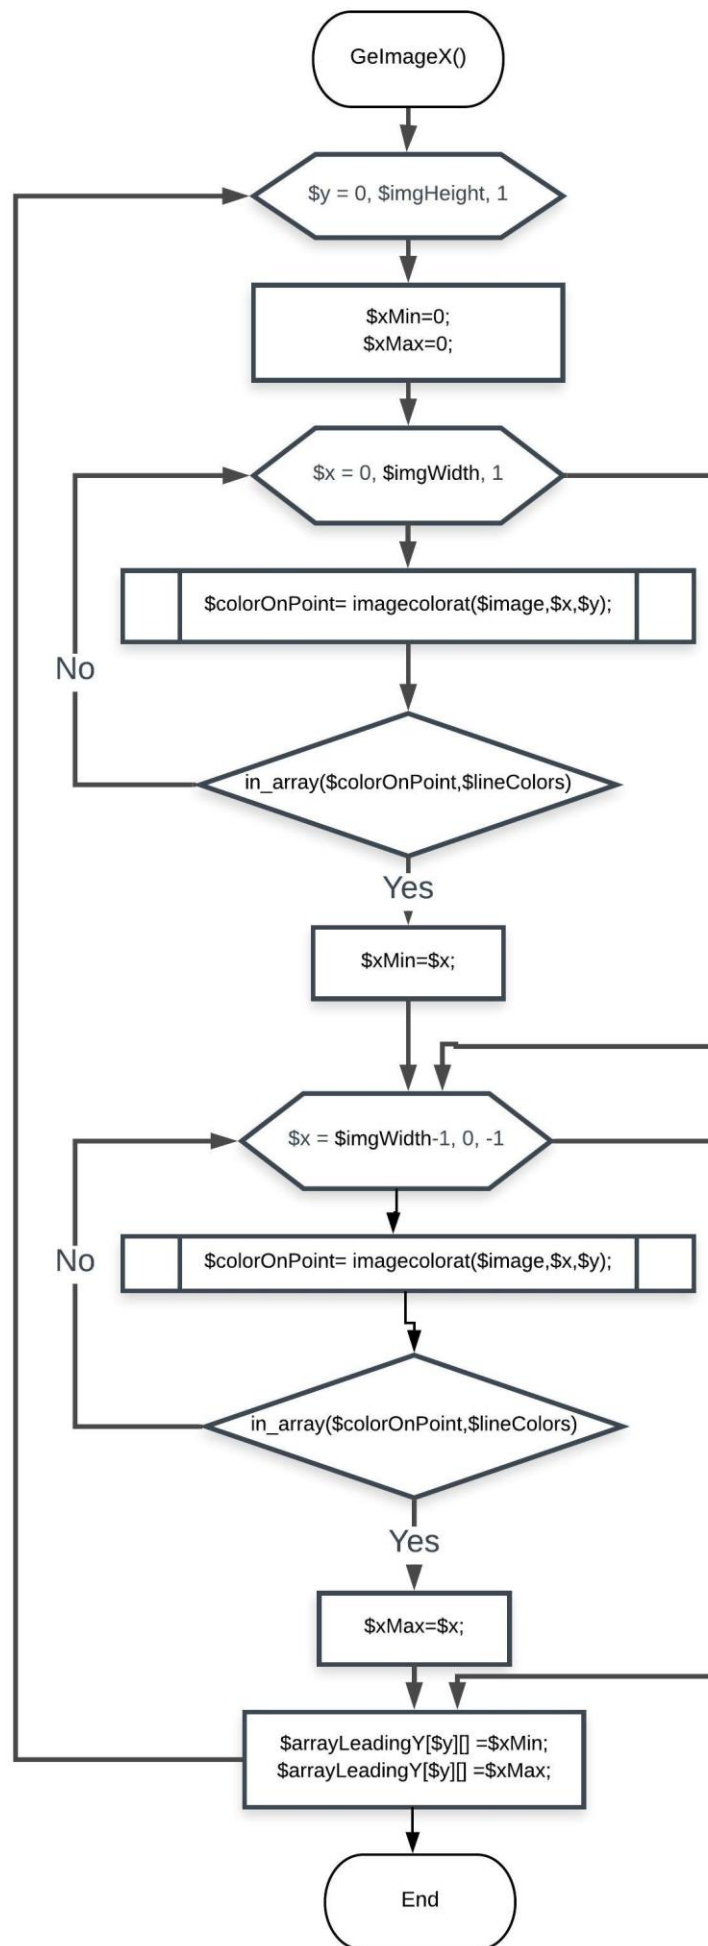 GeImageX()
$y = 0, $imgHeight, 1
$xMin=0;
$xMax=0;
$x = 0, $imgWidth, 1
$colorOnPoint= imagecolorat($image,$x,$y);
No
in_array($colorOnPoint,$lineColors)
Yes
$xMin=$x;
$x = $imgWidth-1, 0, -1
$colorOnPoint= imagecolorat($image,$x,$y);
No
in_array($colorOnPoint,$lineColors)
Yes
$xMax=$x;
$arrayLeadingY[$y][] =$xMin;
$arrayLeadingY[$y][] =$xMax;
End